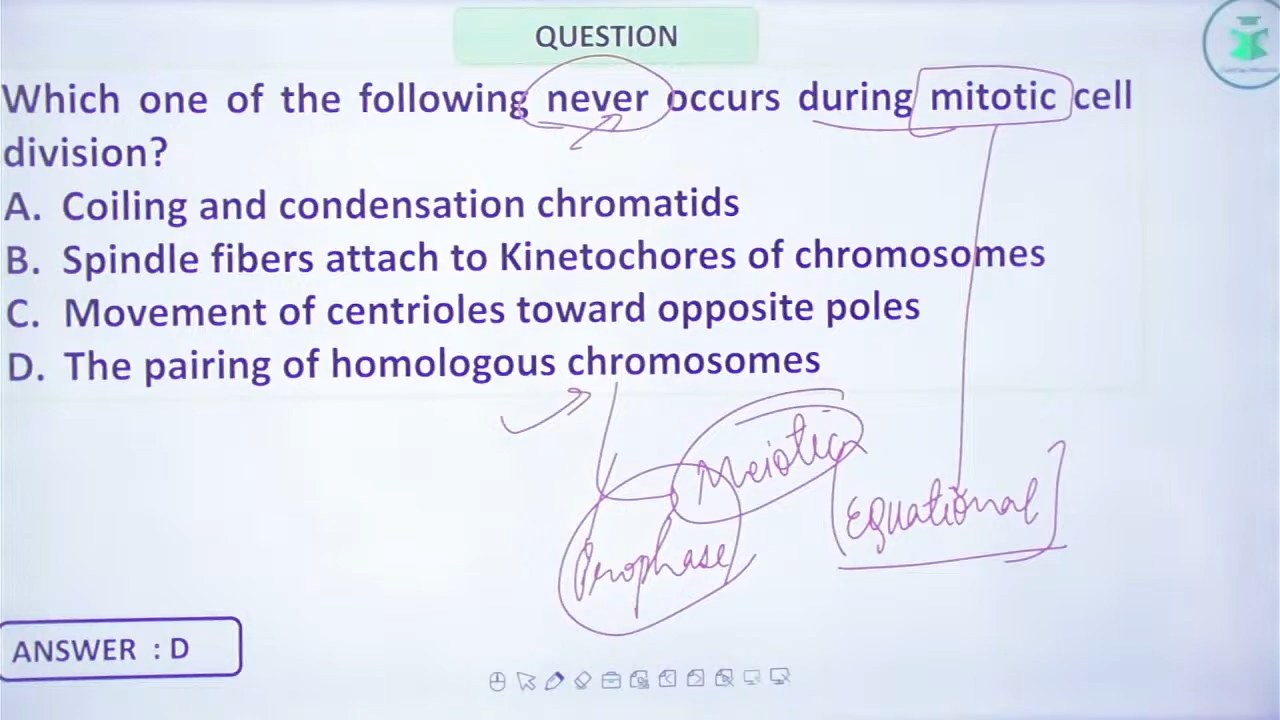 QUESTION
Which one of the following never occurs during mitotic cell
division?
A. Coiling and condensation chromatids
B. Spindle fibers attach to Kinetochores of chromosomes
C. Movement of centrioles toward opposite poles
D. The pairing of homologous chromosomes
Meiotic
Equational
Prophase
ANSWER : D